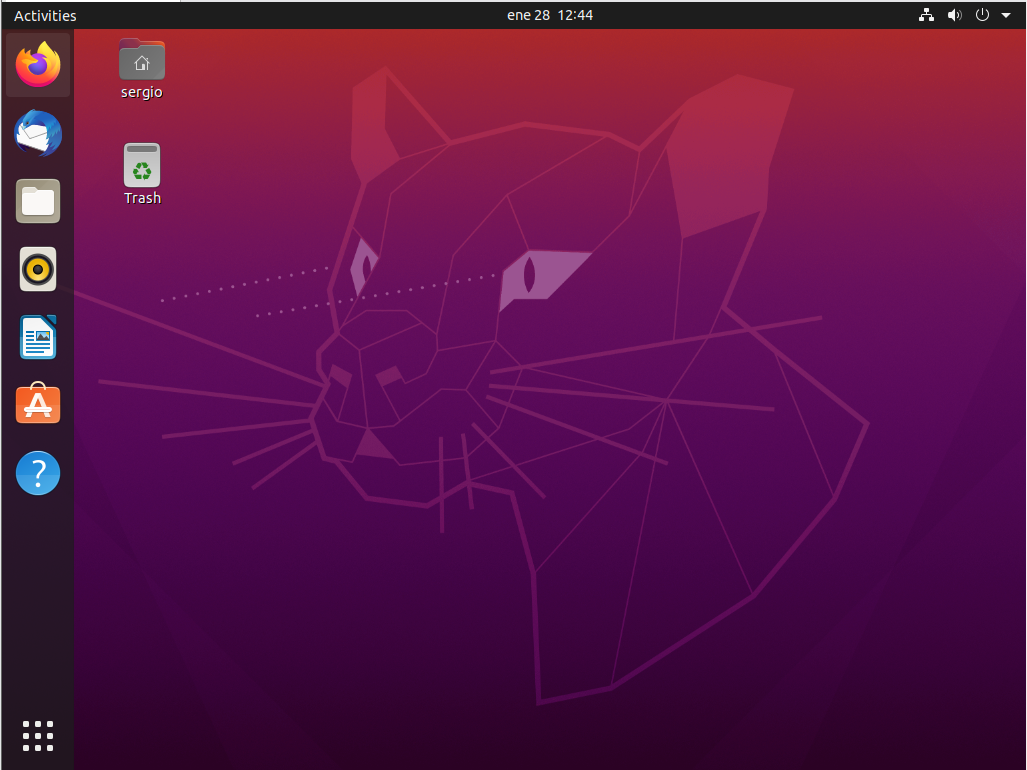 Activities
ene 28 12:44
sergio
Trash